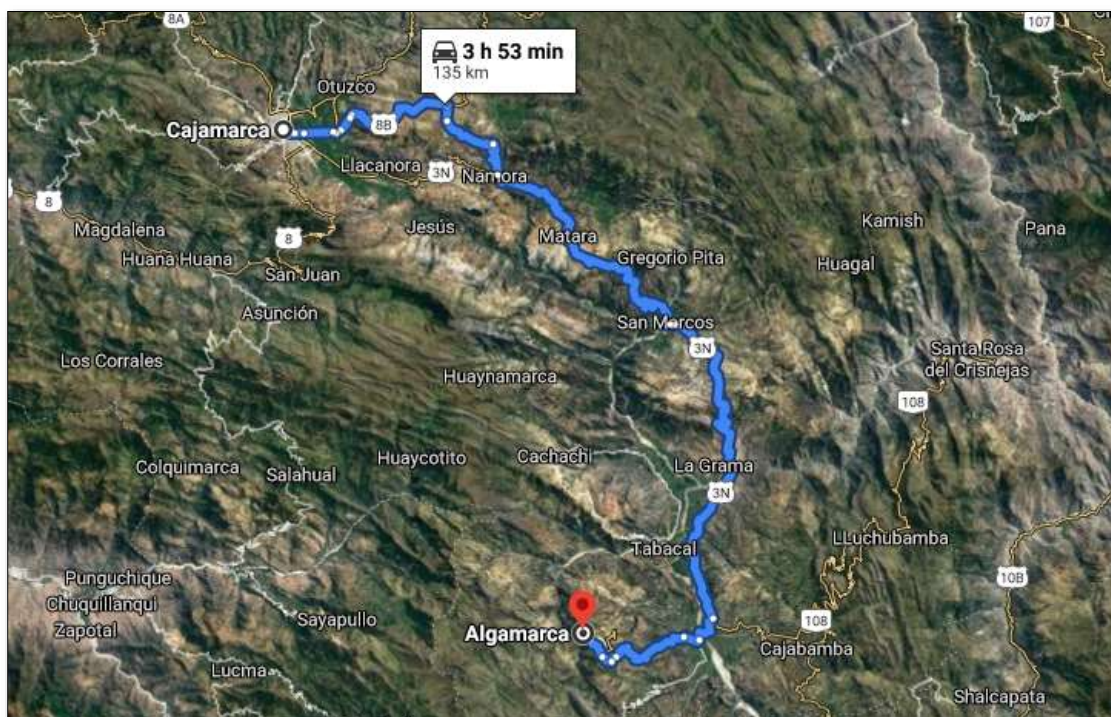 8A
107
3 h 53 min
135 km
Otuzco
Cajamarca
8B
Llacanora
3N
Namora
8
Magdalena
Jesús
Matara
Kamish
Pana
8
Huana Huana
San Juan
Gregorio Pita
Huagal
Asunción
San Marcos
3N
Santa Rosa
del Crisnejas
Los Corrales
Huaynamarca
108
Colquimarca
Salahual
Huaycotito
Cachachi
La Grama
3N
Tabacal
LLuchubamba
Punguchique
10B
Chuquillanqui
Sayapullo
Zapotal
Algamarca
108
Cajabamba
Lucma
Shalcapata